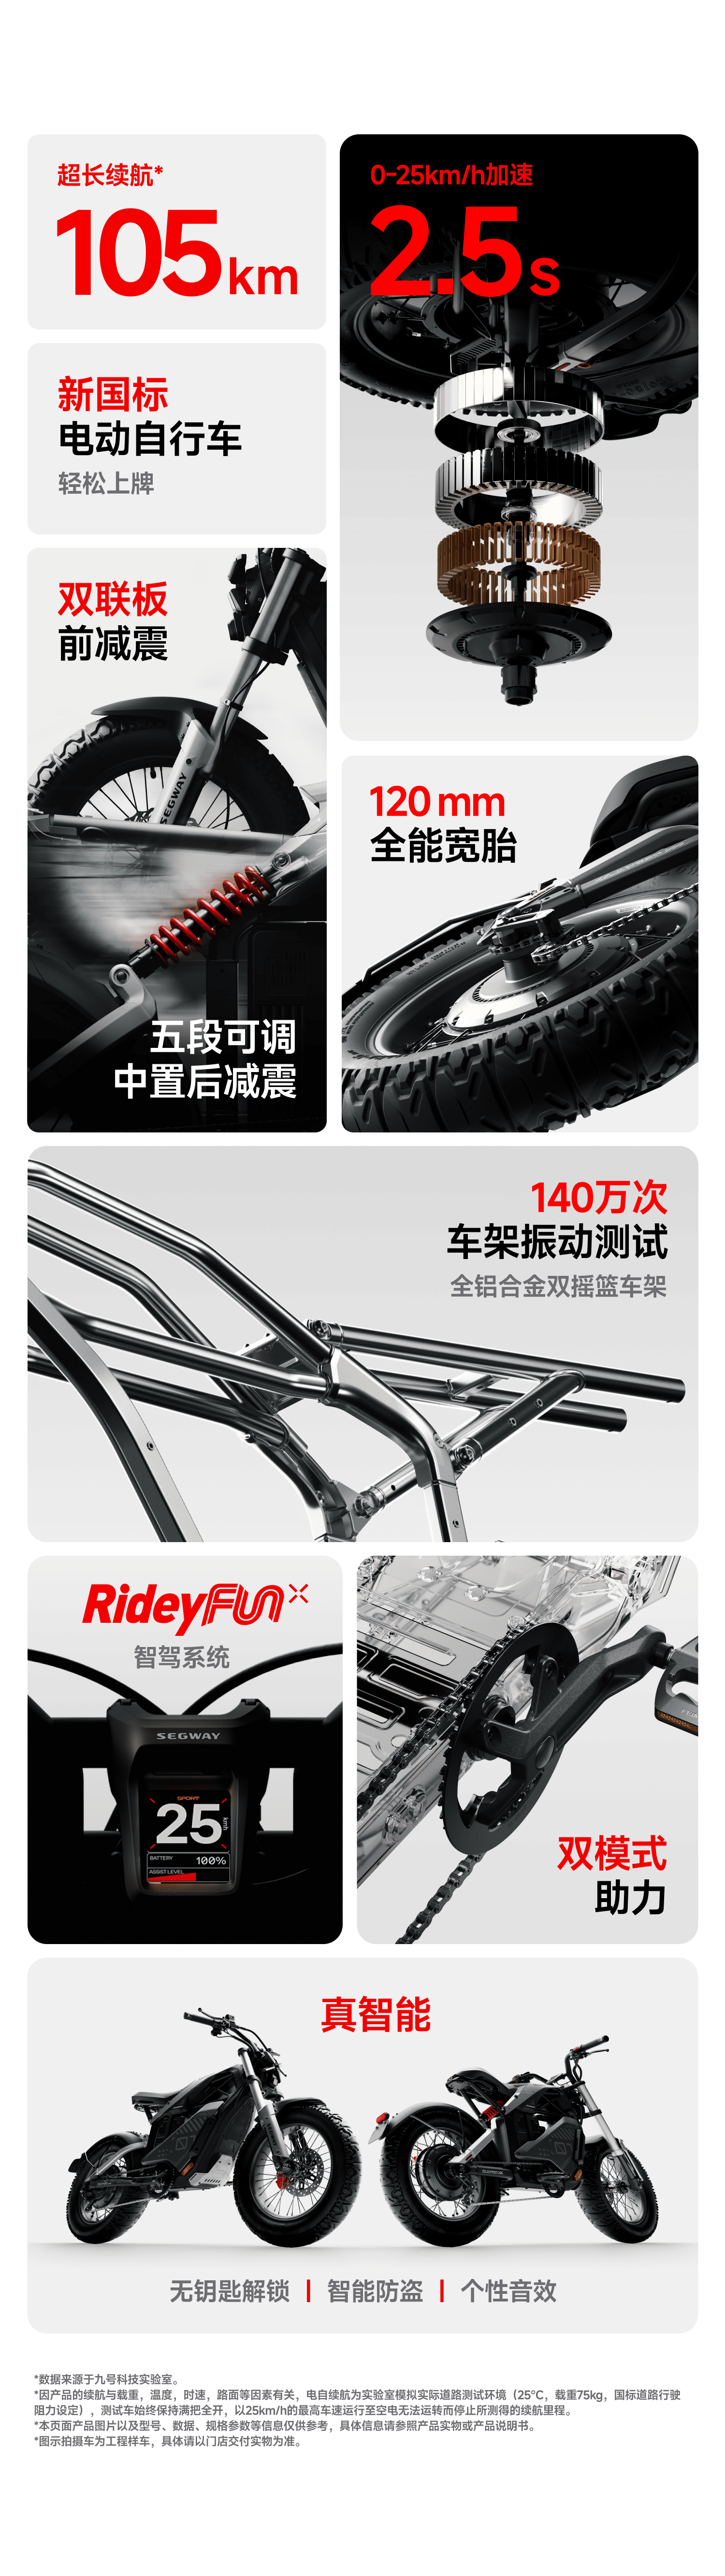 超长续航*
105km
0-25km/h加速
2.5s
新国标
电动自行车
轻松上牌
双联板
前减震
SEGWAY
五段可调
中置后减震
120 mm
全能宽胎
140万次
车架振动测试
全铝合金双摇篮车架
RideyFUN X
智驾系统
SEGWAY
SPORT
25
km/h
BATTERY
100%
ASSIST LEVEL
双模式
助力
真智能
无钥匙解锁 | 智能防盗 | 个性音效
*数据来源于九号科技实验室。
*因产品的续航与载重，温度，时速，路面等因素有关，电自续航为实验室模拟实际道路测试环境（25°C，载重75kg，国标道路行驶
阻力设定），测试车始终保持满把全开，以25km/h的最高车速运行至空电无法运转而停止所测得的续航里程。
*本页面产品图片以及型号、数据、规格参数等信息仅供参考，具体信息请参照产品实物或产品说明书。
*图示拍摄车为工程样车，具体请以门店交付实物为准。